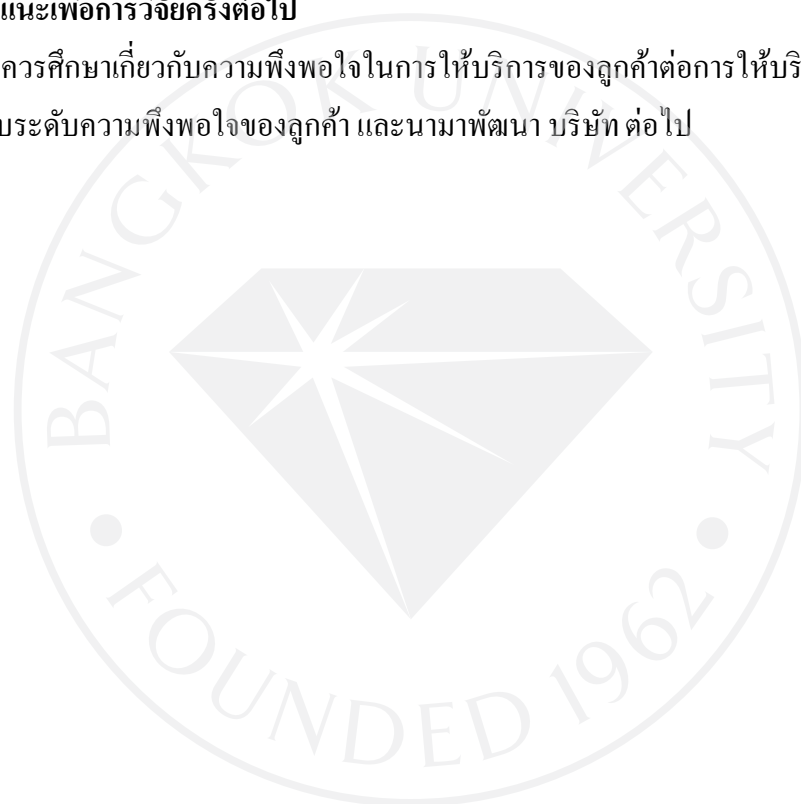 แนะเพื่อการวิจัยครั้งต่อไป
ควรศึกษาเกี่ยวกับความพึงพอใจในการให้บริการของลูกค้าต่อการให้บริ
บระดับความพึงพอใจของลูกค้า และนามาพัฒนา บริษัท ต่อไป
BANGKOK UNIVERSITY
FOUNDED 1962